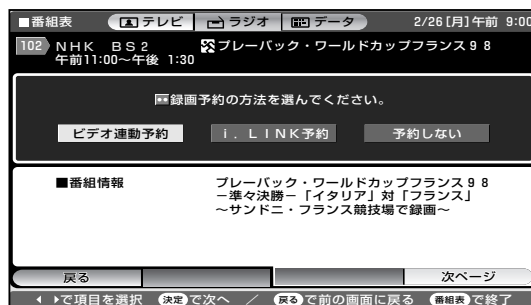 ■番組表 テレビ ラジオ データ 2/26[月]午前 9:00
102 NHK BS2 プレーバック・ワールドカップフランス98
午前11:00~午後 1:30
録画予約の方法を選んでください。
ビデオ連動予約 i.LINK予約 予約しない
■番組情報 プレーバック・ワールドカップフランス98
-準々決勝-「イタリア」対「フランス」
~サンドニ・フランス競技場で録画~
戻る 次ページ
で項目を選択 決定で次へ / 戻るで前の画面に戻る 番組表で終了